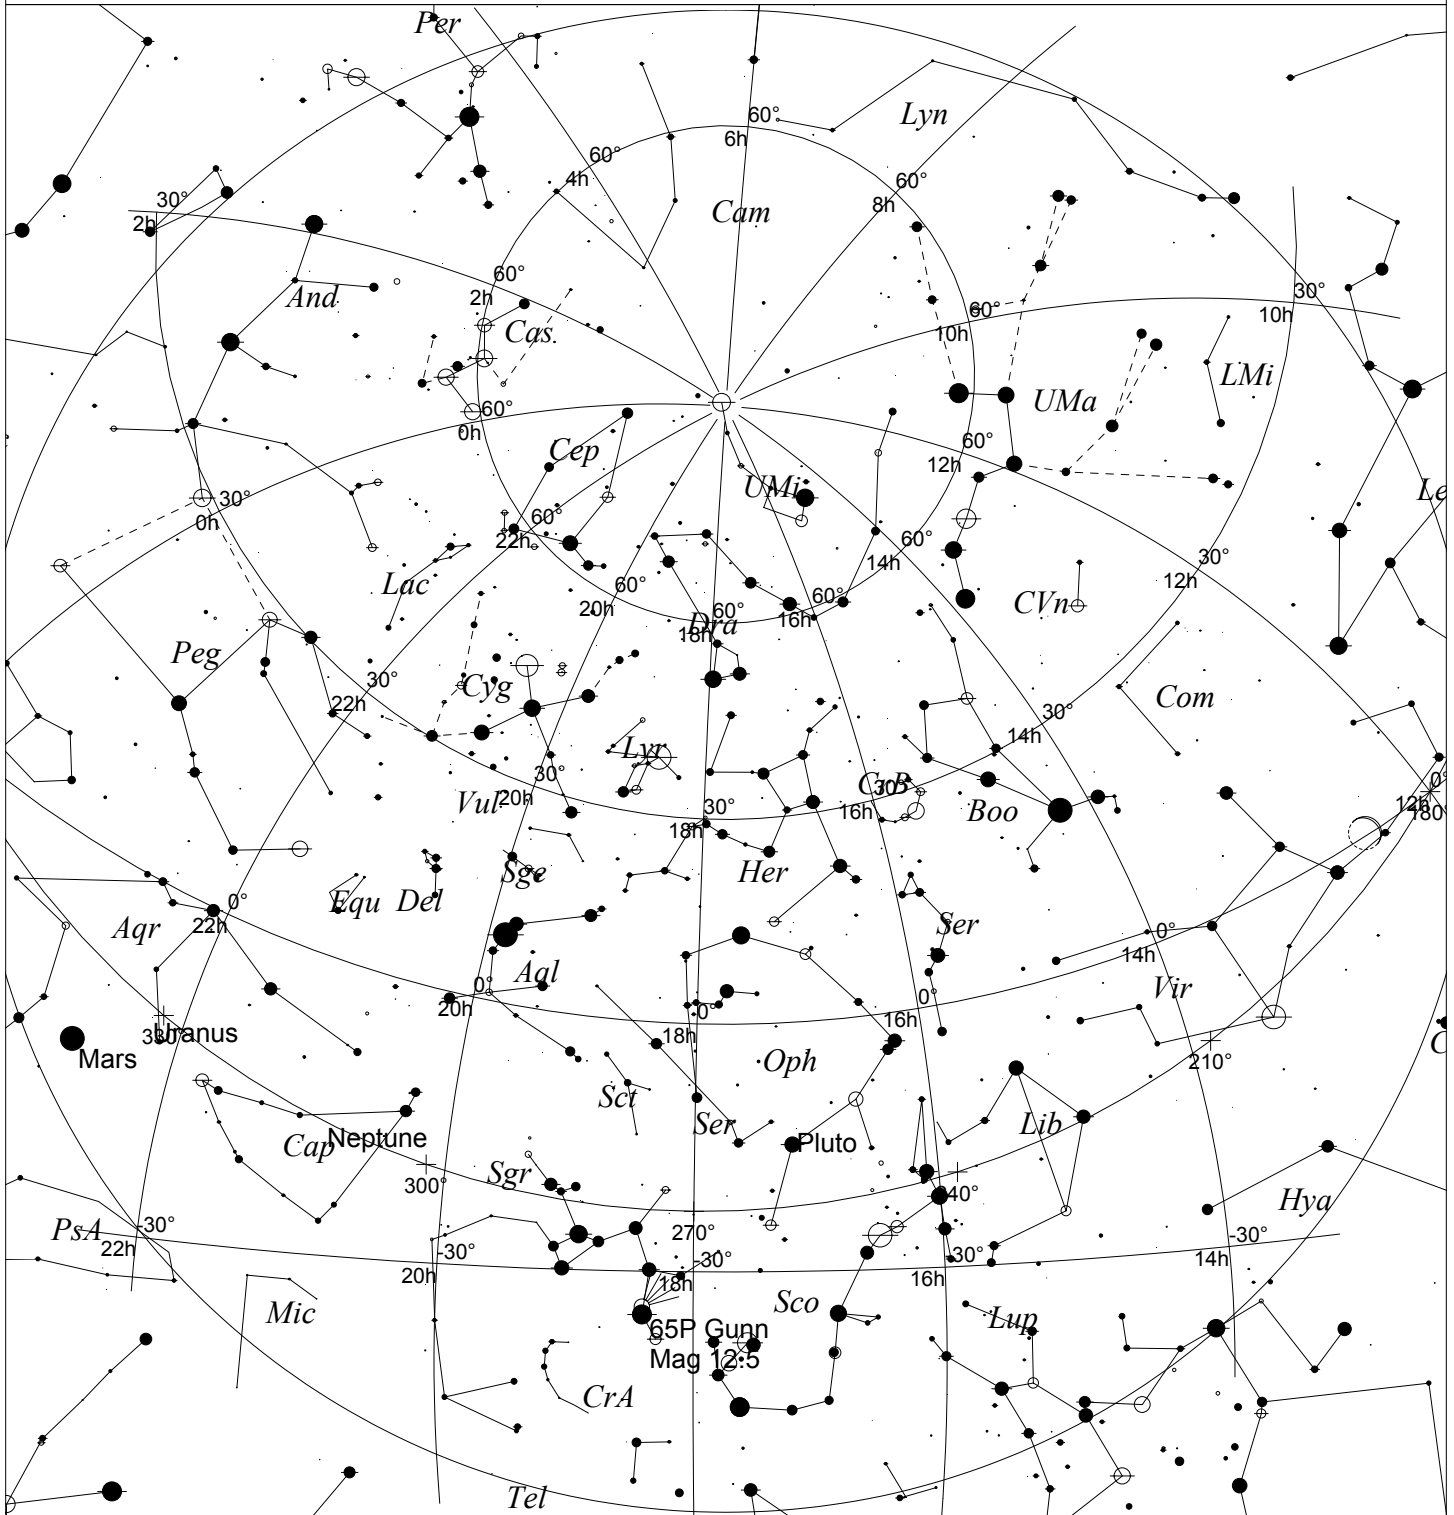 Per
60°
6h
Lyn
60°
4h
60°
8h
30°
2h
Cam
60°
2h
And
Cas
60°
10h
30°
10h
LMi
UMa
60°
0h
Cep
60°
12h
UMi
30°
0h
60°
22h
60°
14h
Lac
60°
20h
60°
18h
Dra
60°
16h
30°
12h
CVn
Peg
30°
22h
Cyg
Com
30°
14h
Lyr
30°
20h
Vul
CrB
30°
16h
Boo
0°
12h
180°
30°
18h
Sge
Her
Equ
Del
0°
22h
Aqr
Ser
0°
14h
Aql
0°
20h
Vir
0°
18h
0°
16h
330°
Uranus
Mars
Oph
210°
Sct
Ser
Lib
Cap
Neptune
Pluto
300°
Sgr
240°
Hya
PsA
-30°
22h
270°
-30°
14h
-30°
20h
-30°
18h
-30°
16h
Mic
Sco
Lup
65P Gunn
Mag 12.5
CrA
Tel
Le
C